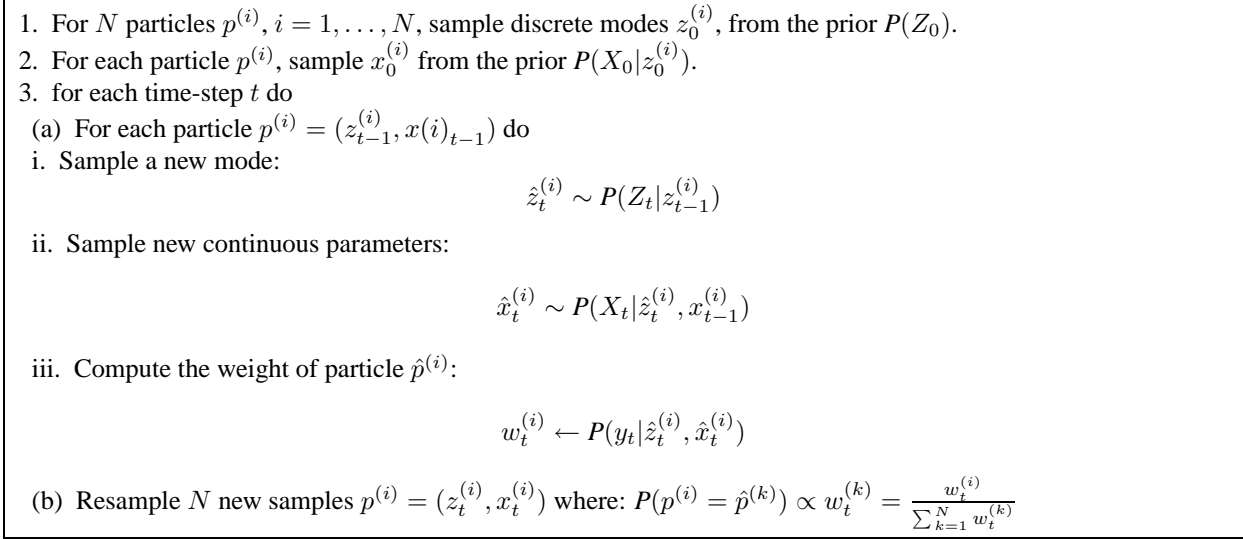 1. For $N$ particles $p^{(i)}$, $i = 1, \ldots, N$, sample discrete modes $z_0^{(i)}$, from the prior $P(Z_0)$.
2. For each particle $p^{(i)}$, sample $x_0^{(i)}$ from the prior $P(X_0|z_0^{(i)})$.
3. for each time-step $t$ do
(a) For each particle $p^{(i)} = (z_{t-1}^{(i)}, x(i)_{t-1})$ do
i. Sample a new mode:
$\hat{z}_t^{(i)} \sim P(Z_t|z_{t-1}^{(i)})$
ii. Sample new continuous parameters:
$\hat{x}_t^{(i)} \sim P(X_t|\hat{z}_t^{(i)}, x_{t-1}^{(i)})$
iii. Compute the weight of particle $\hat{p}^{(i)}$:
$w_t^{(i)} \leftarrow P(y_t|\hat{z}_t^{(i)}, \hat{x}_t^{(i)})$
(b) Resample $N$ new samples $p^{(i)} = (z_t^{(i)}, x_t^{(i)})$ where: $P(p^{(i)} = \hat{p}^{(k)}) \propto w_t^{(k)} = \frac{w_t^{(i)}}{\sum_{k=1}^{N} w_t^{(k)}}$